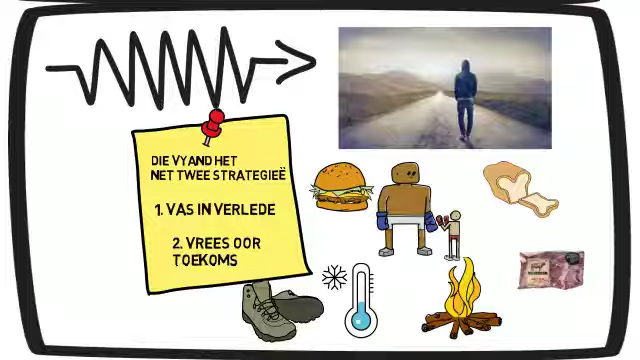 DIE VYAND HET
NET TWEE STRATEGIEË
1. VAS IN VERLEDE
2. VREES OOR
TOEKOMS